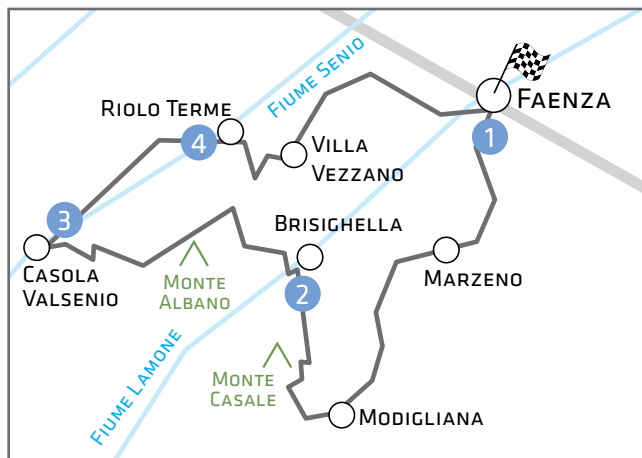 FIUME SENIO
FAENZA
RIOLO TERME
1
4
VILLA
VEZZANO
3
BRISIGHELLA
CASOLA
VALSENIO
MONTE
ALBANO
MARZENO
2
MONTE
CASALE
FIUME LAMONE
MODIGLIANA